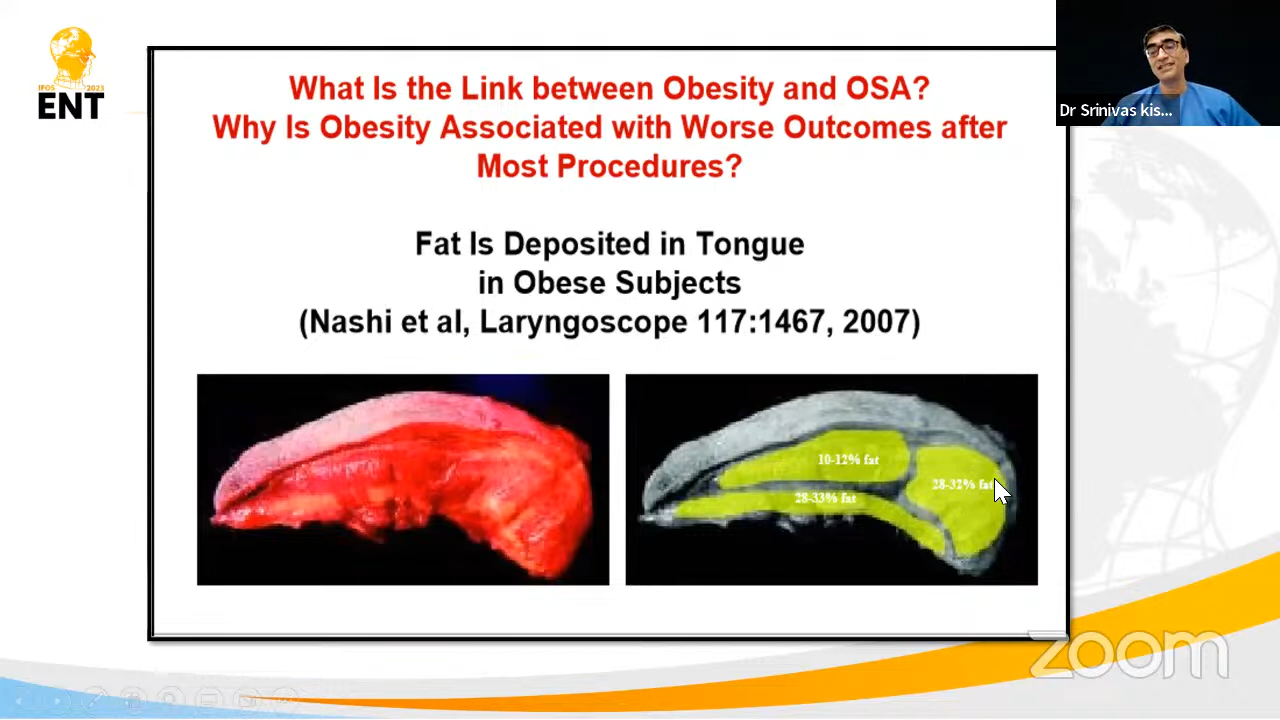 IFOS 2023
ENT
Dr Srinivas kis...
What Is the Link between Obesity and OSA?
Why Is Obesity Associated with Worse Outcomes after
Most Procedures?
Fat Is Deposited in Tongue
in Obese Subjects
(Nashi et al, Laryngoscope 117:1467, 2007)
10-12% fat
28-32% fat
28-33% fat
zoom